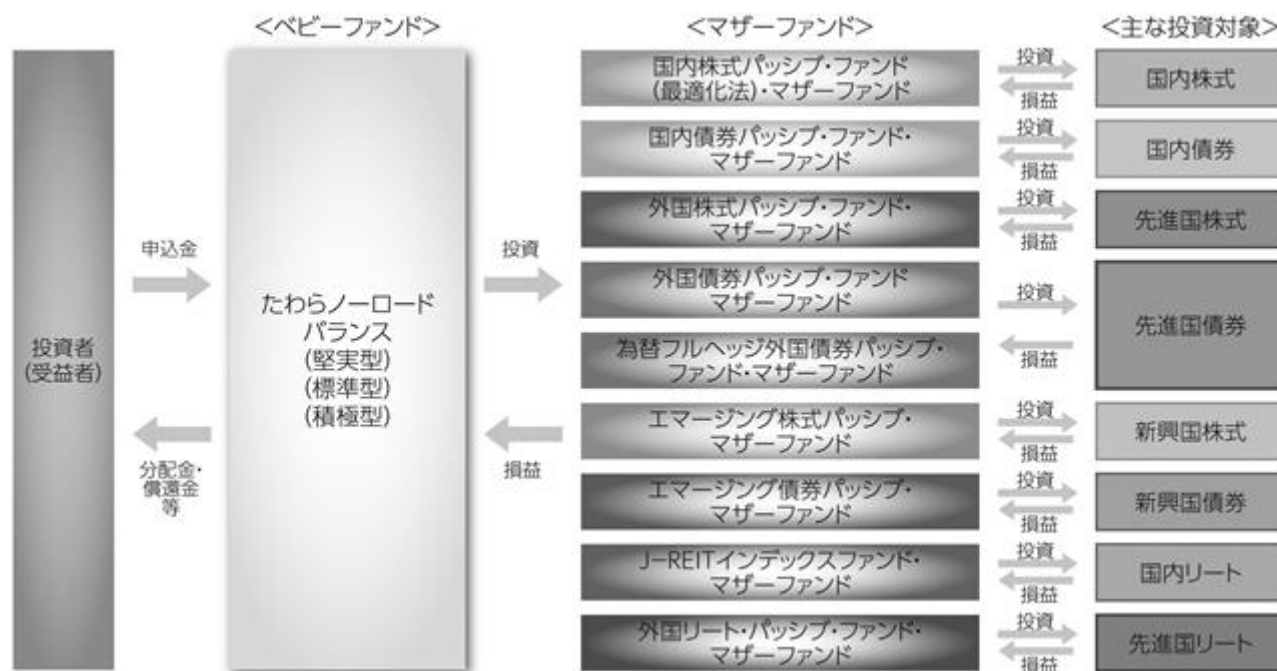 <ベビーファンド>
<マザーファンド>
<主な投資対象>
投資者
(受益者)
申込金
分配金・
償還金
等
たわらノーロード
バランス
(堅実型)
(標準型)
(積極型)
投資
損益
国内株式パッシブ・ファンド
(最適化法)・マザーファンド
投資
損益
国内株式
国内債券パッシブ・ファンド・
マザーファンド
投資
損益
国内債券
外国株式パッシブ・ファンド・
マザーファンド
投資
損益
先進国株式
外国債券パッシブ・ファンド
マザーファンド
投資
為替フルヘッジ外国債券パッシブ・
ファンド・マザーファンド
損益
先進国債券
エマージング株式パッシブ・
マザーファンド
投資
損益
新興国株式
エマージング債券パッシブ・
マザーファンド
投資
損益
新興国債券
J-REITインデックスファンド・
マザーファンド
投資
損益
国内リート
外国リート・パッシブ・ファンド・
マザーファンド
投資
損益
先進国リート